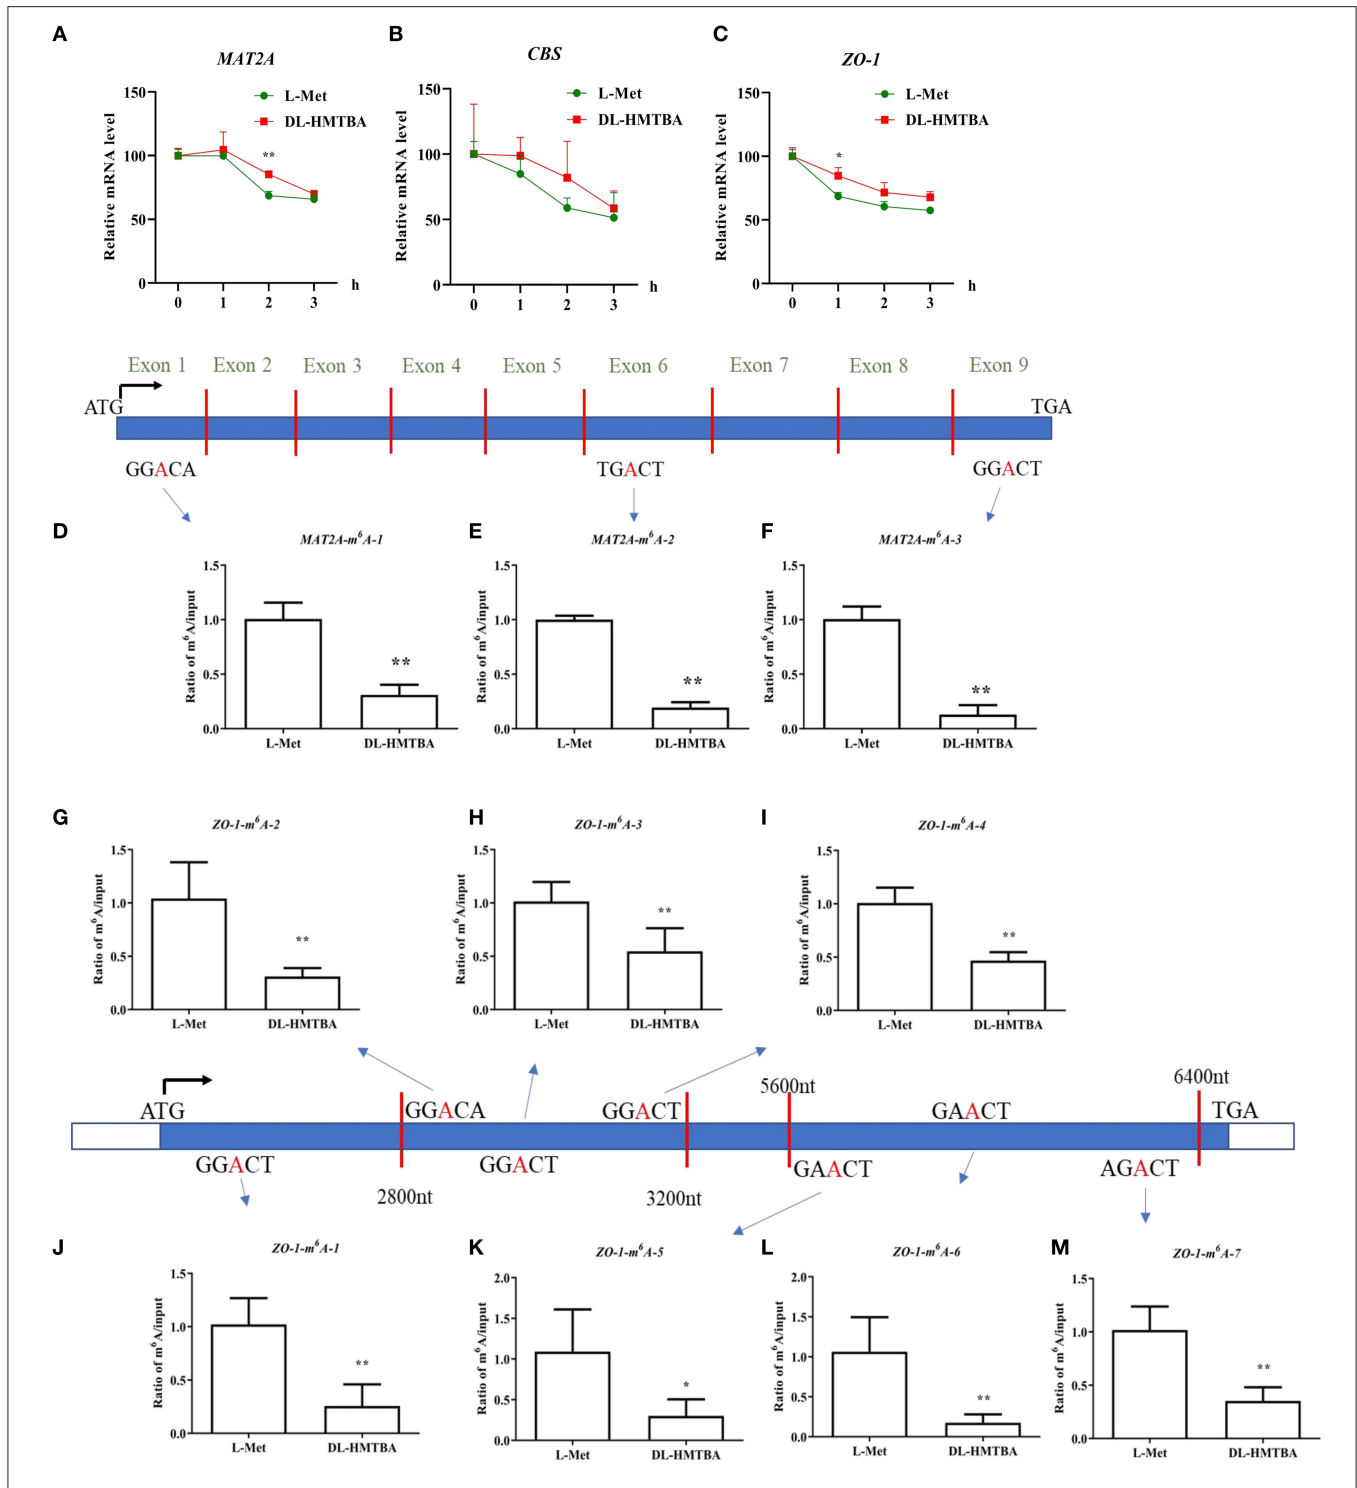 A
B
C
MAT2A
CBS
ZO-1
L-Met
DL-HMTBA
Relative mRNA level
150
100
50
0
**
0 1 2 3 h
L-Met
DL-HMTBA
Relative mRNA level
150
100
50
0
0 1 2 3 h
L-Met
DL-HMTBA
Relative mRNA level
150
100
50
0
*
0 1 2 3 h
Exon 1 Exon 2 Exon 3 Exon 4 Exon 5 Exon 6 Exon 7 Exon 8 Exon 9
ATG TGA
GGACA TGACT GGACT
D
MAT2A-m⁶A-1
Ratio of m⁶A/input
1.5
1.0
0.5
0.0
**
L-Met DL-HMTBA
E
MAT2A-m⁶A-2
Ratio of m⁶A/input
1.5
1.0
0.5
0.0
**
L-Met DL-HMTBA
F
MAT2A-m⁶A-3
Ratio of m⁶A/input
1.5
1.0
0.5
0.0
**
L-Met DL-HMTBA
G
ZO-1-m⁶A-2
Ratio of m⁶A/input
1.5
1.0
0.5
0.0
**
L-Met DL-HMTBA
H
ZO-1-m⁶A-3
Ratio of m⁶A/input
1.5
1.0
0.5
0.0
**
L-Met DL-HMTBA
I
ZO-1-m⁶A-4
Ratio of m⁶A/input
1.5
1.0
0.5
0.0
**
L-Met DL-HMTBA
5600nt 6400nt
ATG GGACA GGACT GAACT TGA
GGACT GGACT GAACT AGACT
2800nt 3200nt
J
ZO-1-m⁶A-1
Ratio of m⁶A/input
1.5
1.0
0.5
0.0
**
L-Met DL-HMTBA
K
ZO-1-m⁶A-5
Ratio of m⁶A/input
2.0
1.5
1.0
0.5
0.0
*
L-Met DL-HMTBA
L
ZO-1-m⁶A-6
Ratio of m⁶A/input
2.0
1.5
1.0
0.5
0.0
**
L-Met DL-HMTBA
M
ZO-1-m⁶A-7
Ratio of m⁶A/input
1.5
1.0
0.5
0.0
**
L-Met DL-HMTBA